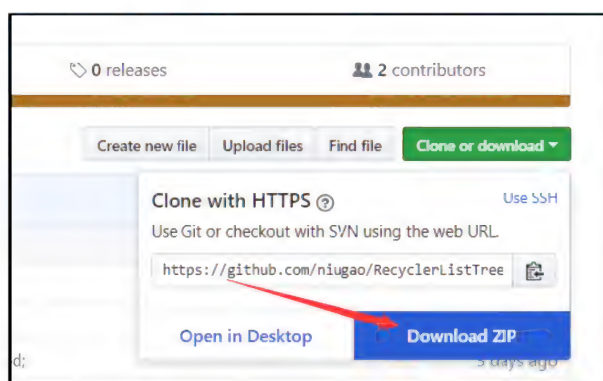 0 releases
2 contributors
Create new file Upload files Find file Clone or download
Clone with HTTPS ?
Use SSH
Use Git or checkout with SVN using the web URL.
https://github.com/niugao/RecyclerListTree
Open in Desktop
Download ZIP
d;
5 days ago